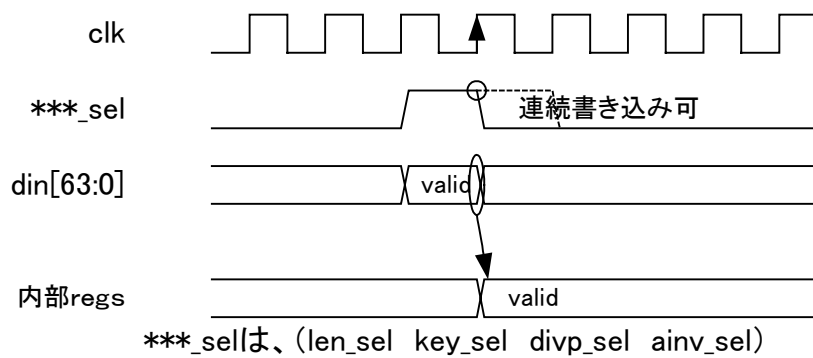 clk
***_sel
連続書き込み可
din[63:0]
valid
内部regs
valid
***_selは、(len_sel key_sel divp_sel ainv_sel)